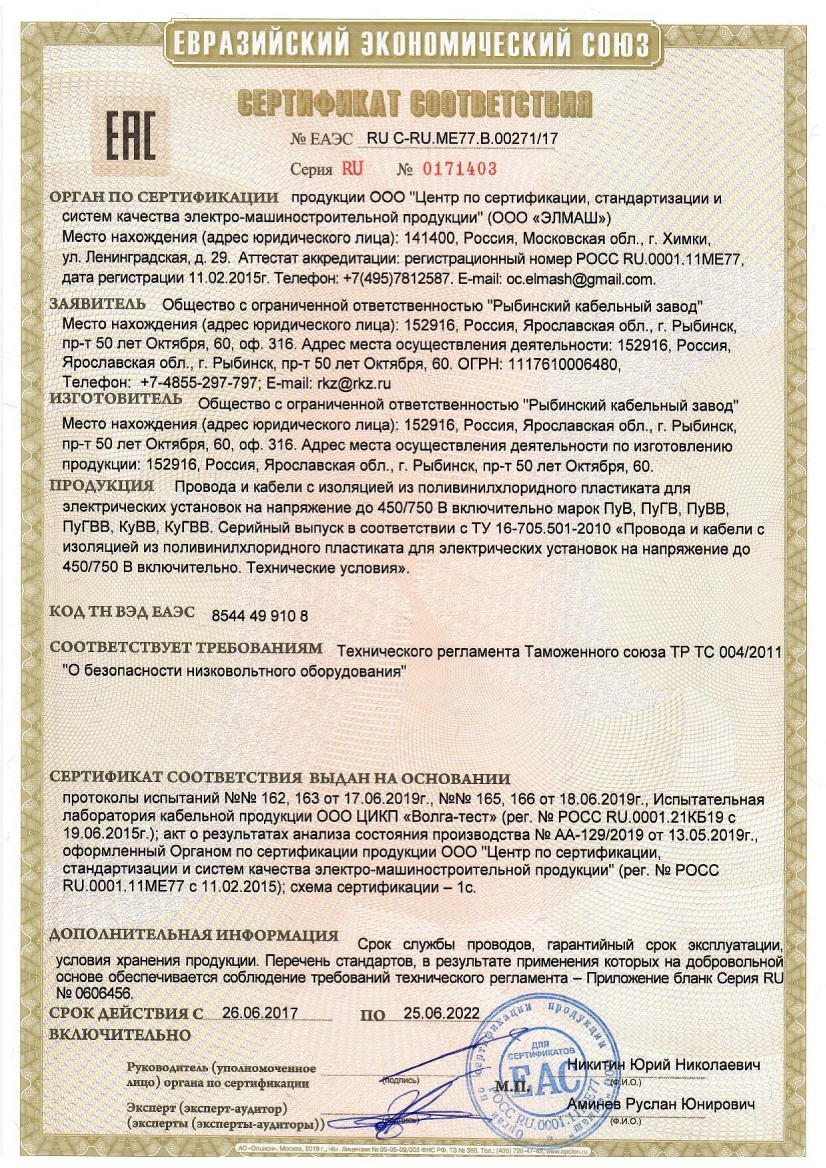 ЕВРАЗИЙСКИЙ ЭКОНОМИЧЕСКИЙ СОЮЗ
СЕРТИФИКАТ СООТВЕТСТВИЯ
ЕАС
№ ЕАЭС RU С-RU.МЕ77.В.00271/17
Серия RU № 0171403
ОРГАН ПО СЕРТИФИКАЦИИ продукции ООО "Центр по сертификации, стандартизации и
систем качества электро-машиностроительной продукции" (ООО «ЭЛМАШ»)
Место нахождения (адрес юридического лица): 141400, Россия, Московская обл., г. Химки,
ул. Ленинградская, д. 29. Аттестат аккредитации: регистрационный номер РОСС RU.0001.11МЕ77,
дата регистрации 11.02.2015г. Телефон: +7(495)7812587. E-mail: oc.elmash@gmail.com.
ЗАЯВИТЕЛЬ Общество с ограниченной ответственностью "Рыбинский кабельный завод"
Место нахождения (адрес юридического лица): 152916, Россия, Ярославская обл., г. Рыбинск,
пр-т 50 лет Октября, 60, оф. 316. Адрес места осуществления деятельности: 152916, Россия,
Ярославская обл., г. Рыбинск, пр-т 50 лет Октября, 60. ОГРН: 1117610006480,
Телефон: +7-4855-297-797; E-mail: rkz@rkz.ru
ИЗГОТОВИТЕЛЬ Общество с ограниченной ответственностью "Рыбинский кабельный завод"
Место нахождения (адрес юридического лица): 152916, Россия, Ярославская обл., г. Рыбинск,
пр-т 50 лет Октября, 60, оф. 316. Адрес места осуществления деятельности по изготовлению
продукции: 152916, Россия, Ярославская обл., г. Рыбинск, пр-т 50 лет Октября, 60.
ПРОДУКЦИЯ Провода и кабели с изоляцией из поливинилхлоридного пластиката для
электрических установок на напряжение до 450/750 В включительно марок ПуВ, ПуГВ, ПуВВ,
ПуГВВ, КуВВ, КуГВВ. Серийный выпуск в соответствии с ТУ 16-705.501-2010 «Провода и кабели с
изоляцией из поливинилхлоридного пластиката для электрических установок на напряжение до
450/750 В включительно. Технические условия».
КОД ТН ВЭД ЕАЭС 8544 49 910 8
СООТВЕТСТВУЕТ ТРЕБОВАНИЯМ Технического регламента Таможенного союза ТР ТС 004/2011
"О безопасности низковольтного оборудования"
СЕРТИФИКАТ СООТВЕТСТВИЯ ВЫДАН НА ОСНОВАНИИ
протоколы испытаний №№ 162, 163 от 17.06.2019г., №№ 165, 166 от 18.06.2019г., Испытательная
лаборатория кабельной продукции ООО ЦИКП «Волга-тест» (рег. № РОСС RU.0001.21КБ19 с
19.06.2015г.); акт о результатах анализа состояния производства № АА-129/2019 от 13.05.2019г.,
оформленный Органом по сертификации продукции ООО "Центр по сертификации,
стандартизации и систем качества электро-машиностроительной продукции" (рег. № РОСС
RU.0001.11МЕ77 с 11.02.2015); схема сертификации – 1с.
ДОПОЛНИТЕЛЬНАЯ ИНФОРМАЦИЯ Срок службы проводов, гарантийный срок эксплуатации,
условия хранения продукции. Перечень стандартов, в результате применения которых на добровольной
основе обеспечивается соблюдение требований технического регламента – Приложение бланк Серия RU
№ 0606456.
СРОК ДЕЙСТВИЯ С 26.06.2017 ПО 25.06.2022
ВКЛЮЧИТЕЛЬНО
Руководитель (уполномоченное
лицо) органа по сертификации (подпись) М.П. Никитин Юрий Николаевич (Ф.И.О.)
Эксперт (эксперт-аудитор)
(эксперты (эксперты-аудиторы)) (подпись) Аминев Руслан Юнирович (Ф.И.О.)
ДЛЯ
СЕРТИФИКАТОВ
ЕАС
РОСС RU.0001.11МЕ77
АО «Опцион», Москва, 2019 г., «Б». Лицензия № 05-05-09/003 ФНС РФ. ТЗ № 360. Тел.: (495) 726-47-42, www.opcion.ru